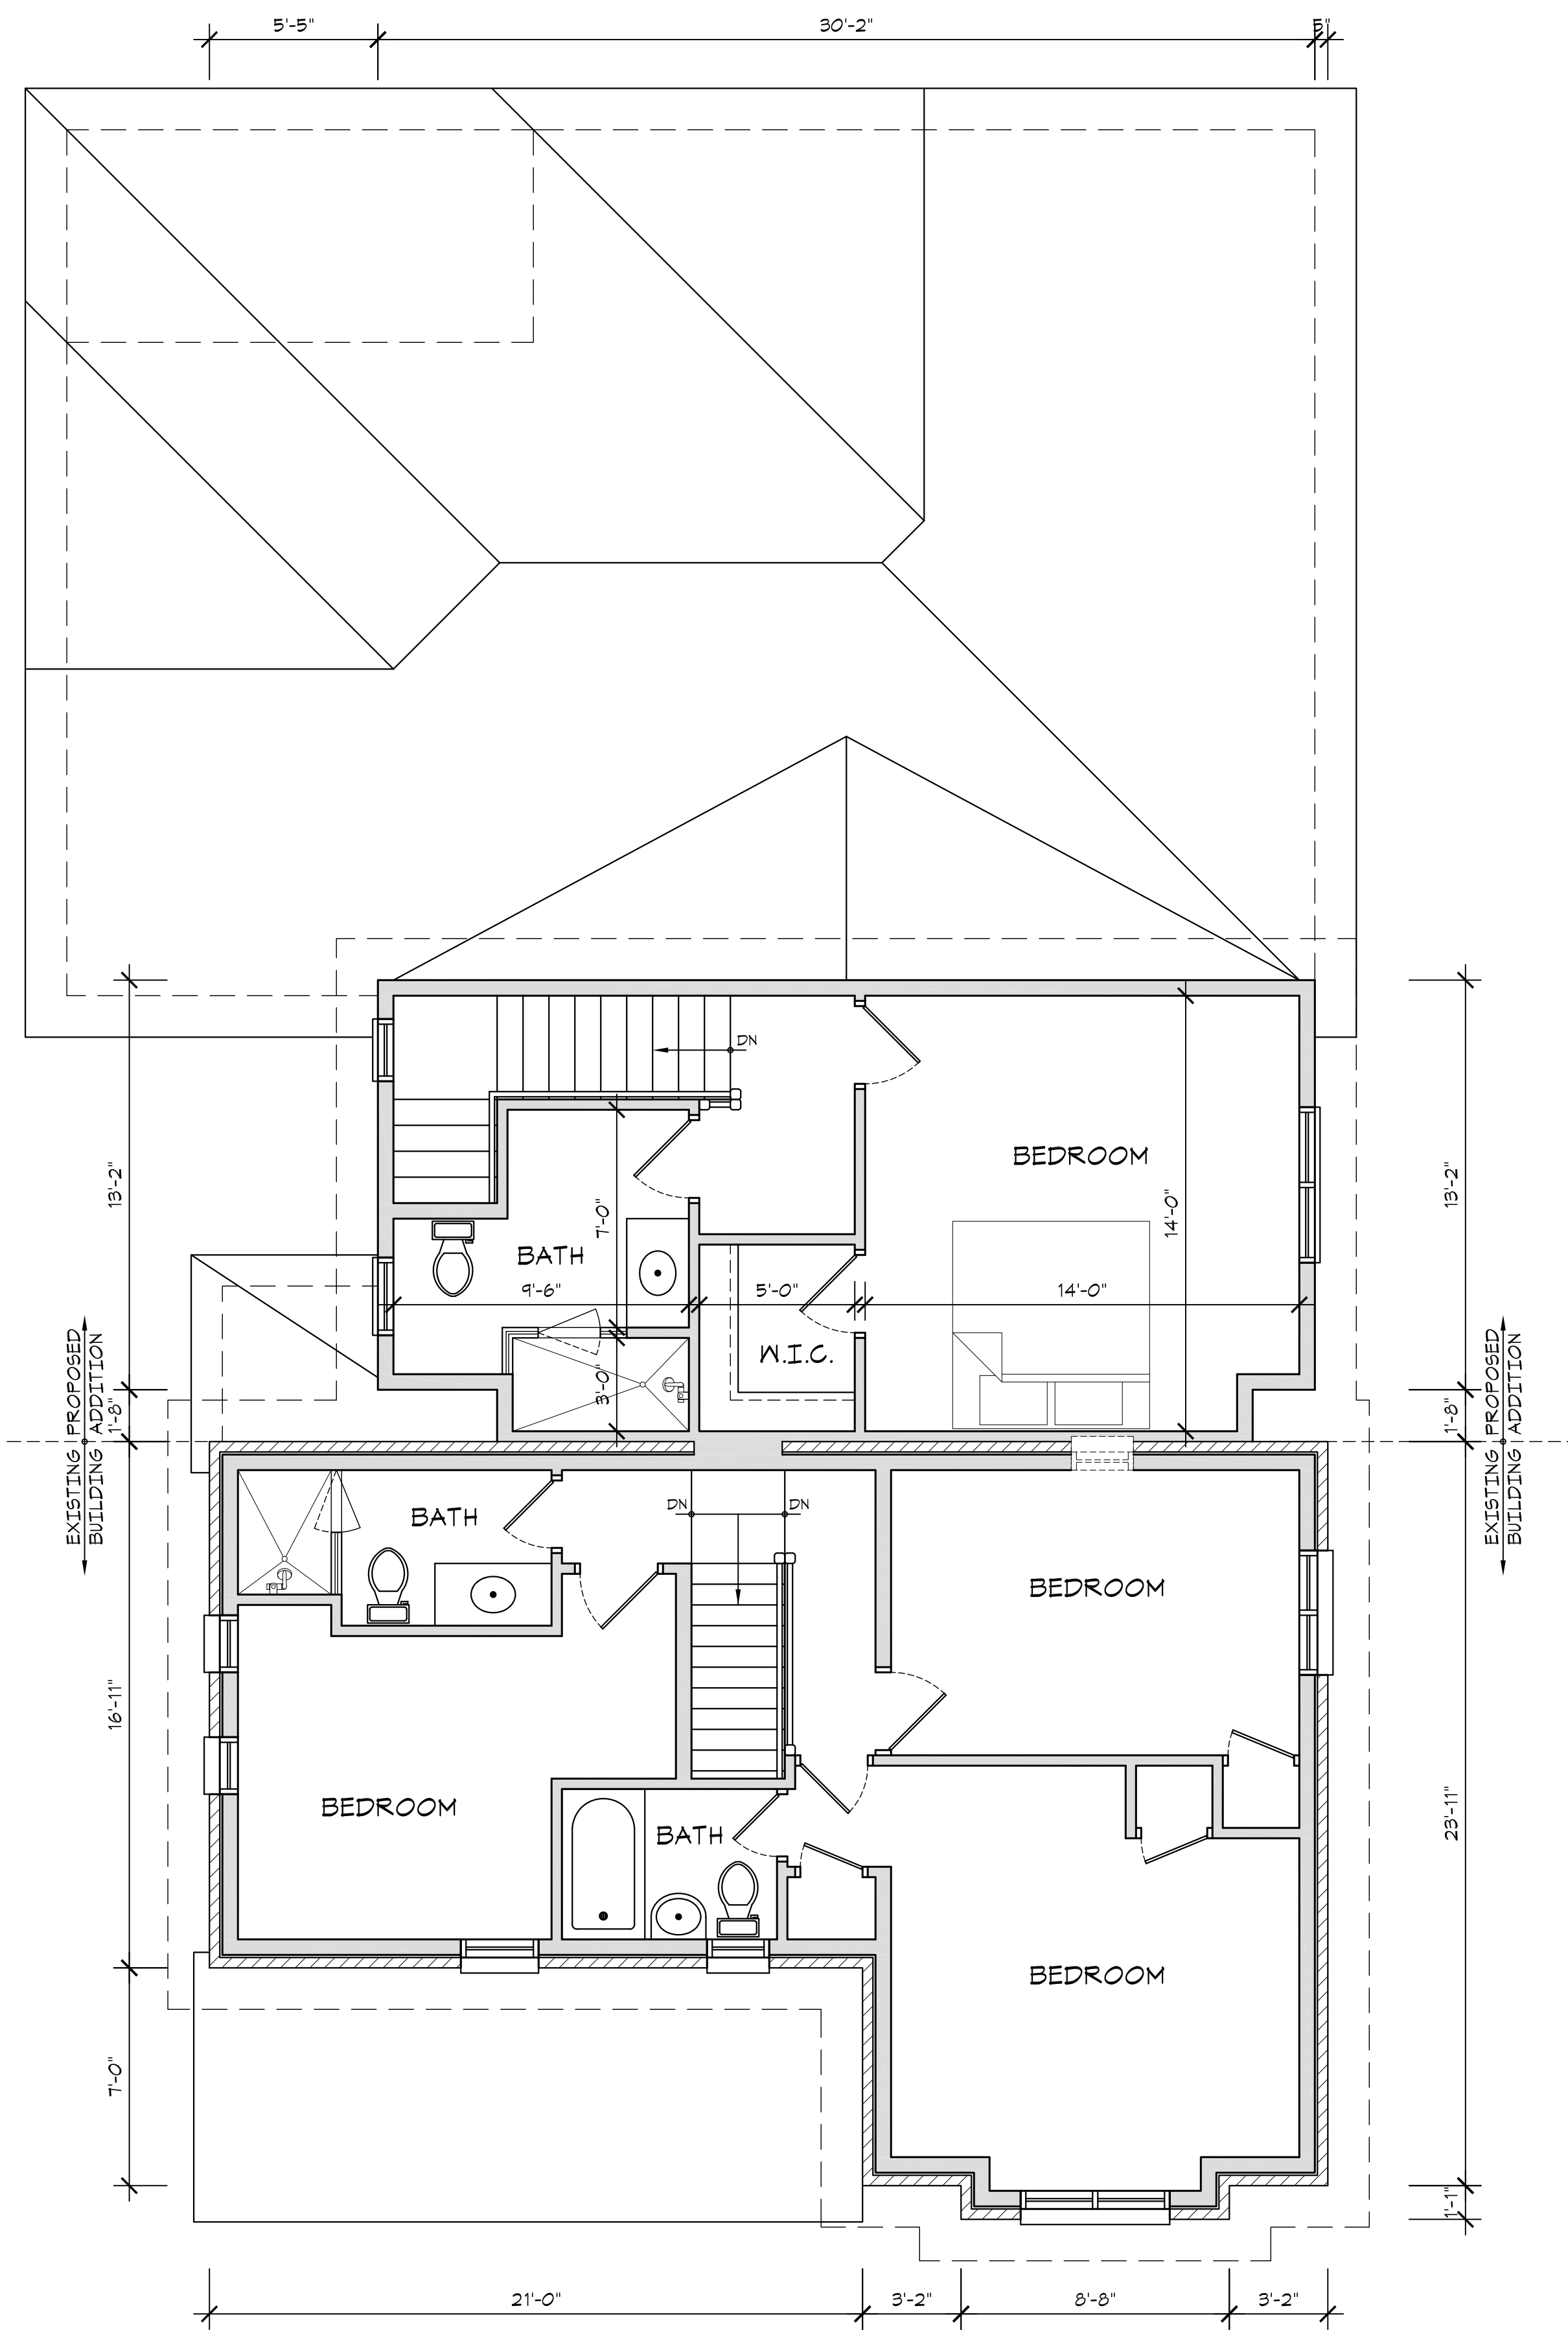 5'-5"
30'-2"
5"
DN
13'-2"
BEDROOM
13'-2"
7'-0"
14'-0"
BATH
9'-6"
5'-0"
14'-0"
W.I.C.
3'-0"
1'-8"
1'-8"
EXISTING PROPOSED
BUILDING ADDITION
EXISTING PROPOSED
BUILDING ADDITION
DN
DN
BATH
BEDROOM
16'-11"
BEDROOM
BATH
23'-11"
BEDROOM
7'-0"
1'-1"
21'-0"
3'-2"
8'-8"
3'-2"